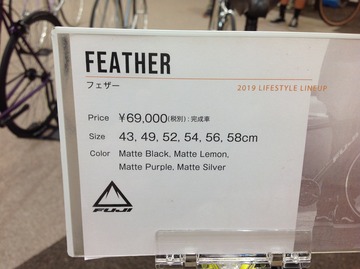 FEATHER
フェザー
2019 LIFESTYLE LINEUP
Price ¥69,000(税別):完成車
Size 43, 49, 52, 54, 56, 58cm
Color Matte Black, Matte Lemon,
Matte Purple, Matte Silver
FUJI